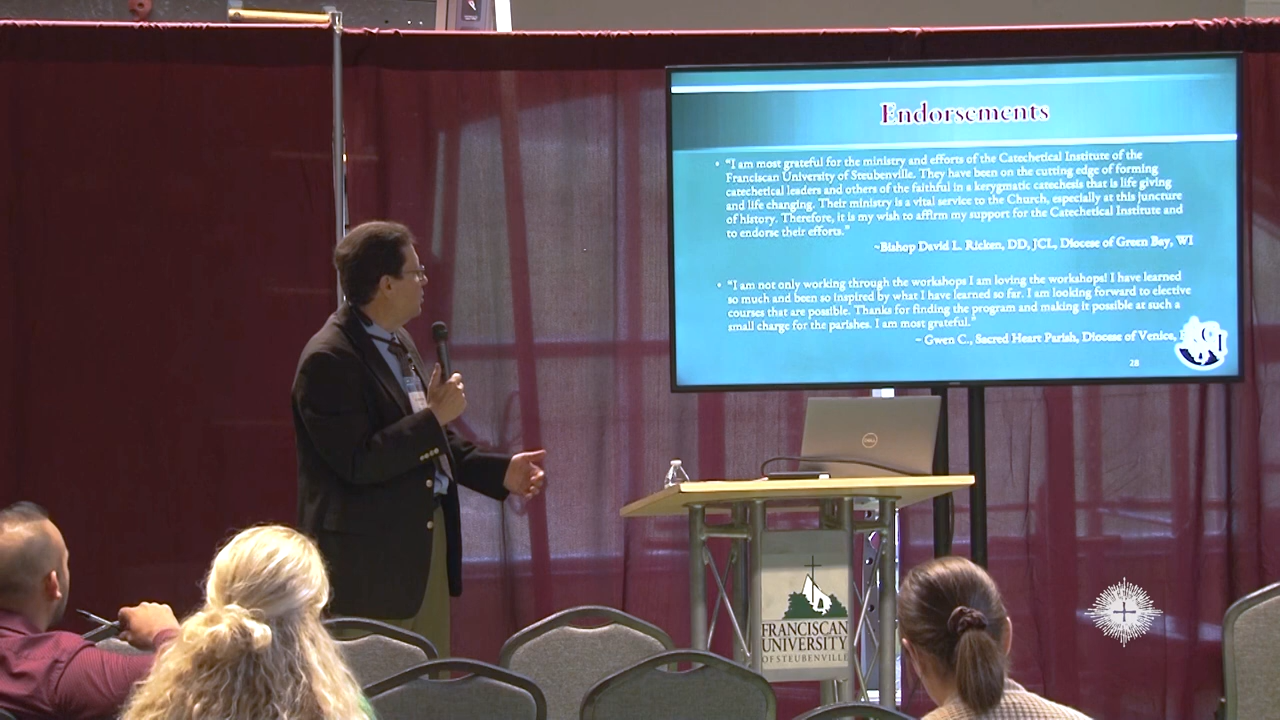 Endorsements
• “I am most grateful for the ministry and efforts of the Catechetical Institute of the
Franciscan University of Steubenville. They have been on the cutting edge of forming
catechetical leaders and others of the faithful in a kerygmatic catechesis that is life giving
and life changing. Their ministry is a vital service to the Church, especially at this juncture
of history. Therefore, it is my wish to affirm my support for the Catechetical Institute and
to endorse their efforts.”
~Bishop David L. Ricken, DD, JCL, Diocese of Green Bay, WI
• “I am not only working through the workshops I am loving the workshops! I have learned
so much and been so inspired by what I have learned so far. I am looking forward to elective
courses that are possible. Thanks for finding the program and making it possible at such a
small charge for the parishes. I am most grateful.”
~ Gwen C., Sacred Heart Parish, Diocese of Venice,
28
DELL
FRANCISCAN
UNIVERSITY
OF STEUBENVILLE